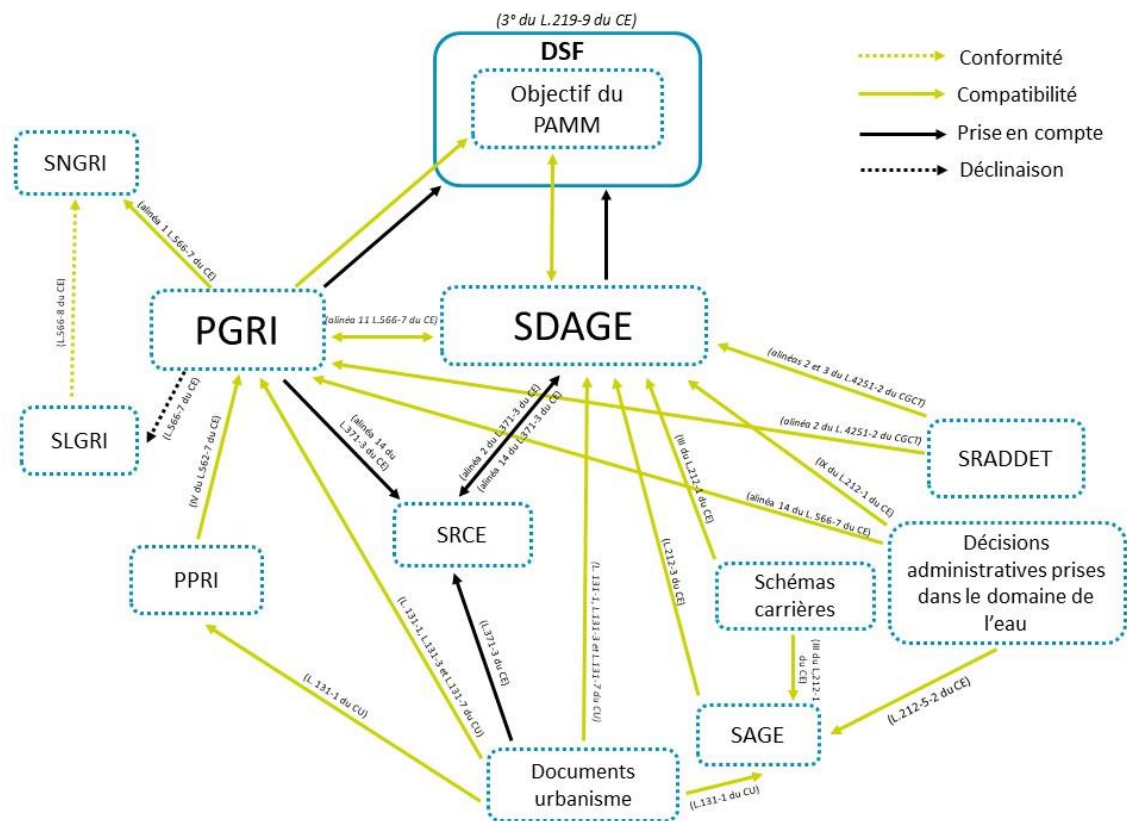 (3° du L.219-9 du CE)
DSF
Objectif du
PAMM
Conformité
Compatibilité
Prise en compte
Déclinaison
SNGRI
(alinéa 1 L.566-7 du CE)
(L.566-8 du CE)
PGRI
(alinéa 11 L.566-7 du CE)
SDAGE
(alinéas 2 et 3 du L.4251-2 du CGCT)
(alinéa 2 du L. 4251-2 du CGCT)
SRADDET
SLGRI
(L.566-7 du CE)
(alinéa 14 du
L.371-3 du CE)
(alinéa 2 du L.371-3 du CE)
(alinéa 14 du L.371-3 du CE)
(III du L.212-1 du CE)
(IX du L.212-1 du CE)
(alinéa 14 du L. 566-7 du CE)
(IV du L.562-7 du CE)
SRCE
PPRI
(L.212-3 du CE)
Schémas
carrières
Décisions
administratives prises
dans le domaine de
l'eau
(L. 131-1 du CU)
(L. 131-1, L.131-3 et L.131-7 du CU)
(L.371-3 du CE)
(L. 131-1, L.131-3 et L.131-7 du CU)
(III du L.212-1
du CE)
(L.212-5-2 du CE)
SAGE
Documents
urbanisme
(L.131-1 du CU)